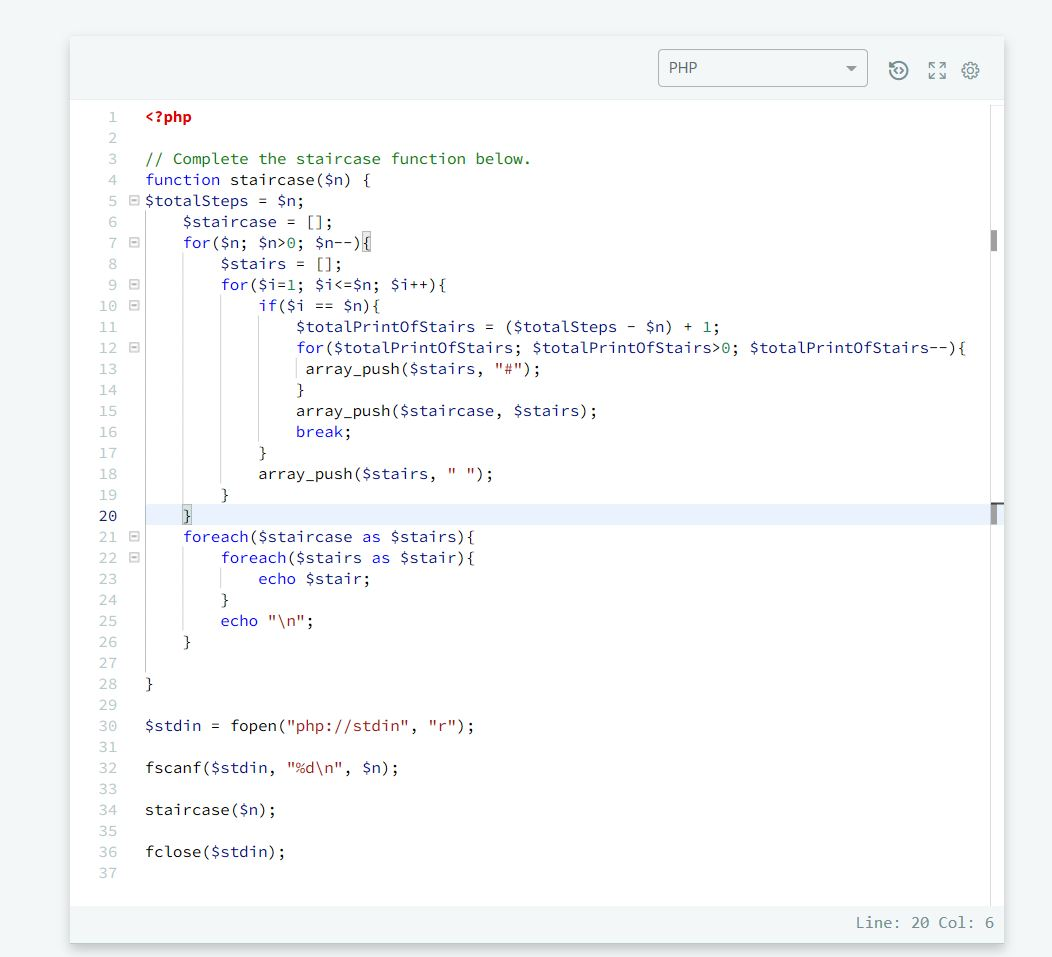 PHP
1 <?php
2
3 // Complete the staircase function below.
4 function staircase($n) {
5 $totalSteps = $n;
6     $staircase = [];
7     for($n; $n>0; $n--){
8         $stairs = [];
9         for($i=1; $i<=$n; $i++){
10             if($i == $n){
11                 $totalPrintOfStairs = ($totalSteps - $n) + 1;
12                 for($totalPrintOfStairs; $totalPrintOfStairs>0; $totalPrintOfStairs--){
13                  array_push($stairs, "#");
14                 }
15                 array_push($staircase, $stairs);
16                 break;
17             }
18             array_push($stairs, " ");
19         }
20     }
21     foreach($staircase as $stairs){
22         foreach($stairs as $stair){
23             echo $stair;
24         }
25         echo "\n";
26     }
27
28 }
29
30 $stdin = fopen("php://stdin", "r");
31
32 fscanf($stdin, "%d\n", $n);
33
34 staircase($n);
35
36 fclose($stdin);
37
Line: 20 Col: 6